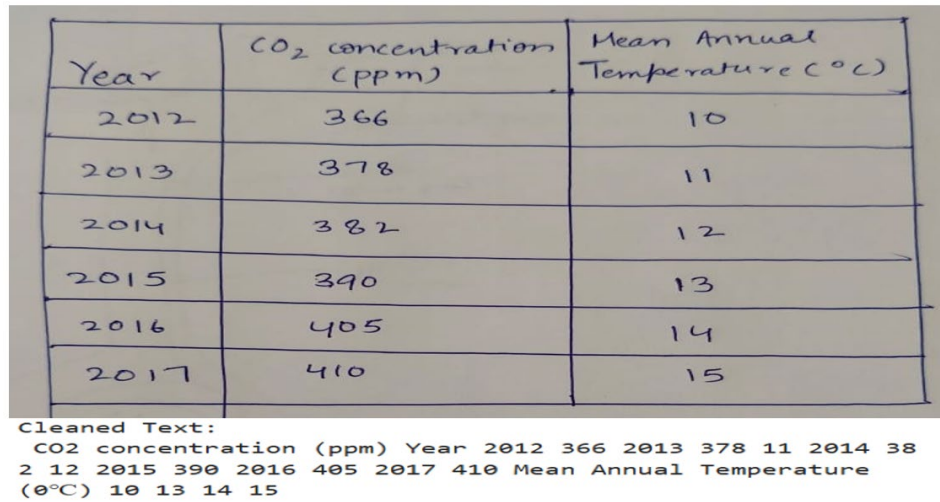 Year CO2 concentration (ppm) Mean Annual Temperature (°C)
2012 366 10
2013 378 11
2014 382 12
2015 390 13
2016 405 14
2017 410 15
Cleaned Text:
CO2 concentration (ppm) Year 2012 366 2013 378 11 2014 38
2 12 2015 390 2016 405 2017 410 Mean Annual Temperature
(0°C) 10 13 14 15